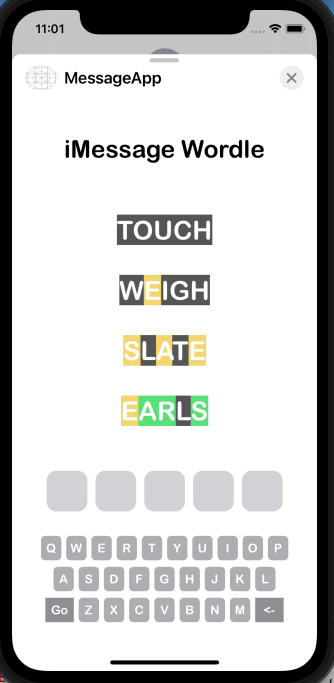 11:01
MessageApp
iMessage Wordle
TOUCH
WEIGH
SLATE
EARLS
Q W E R T Y U I O P
A S D F G H J K L
Go Z X C V B N M <-